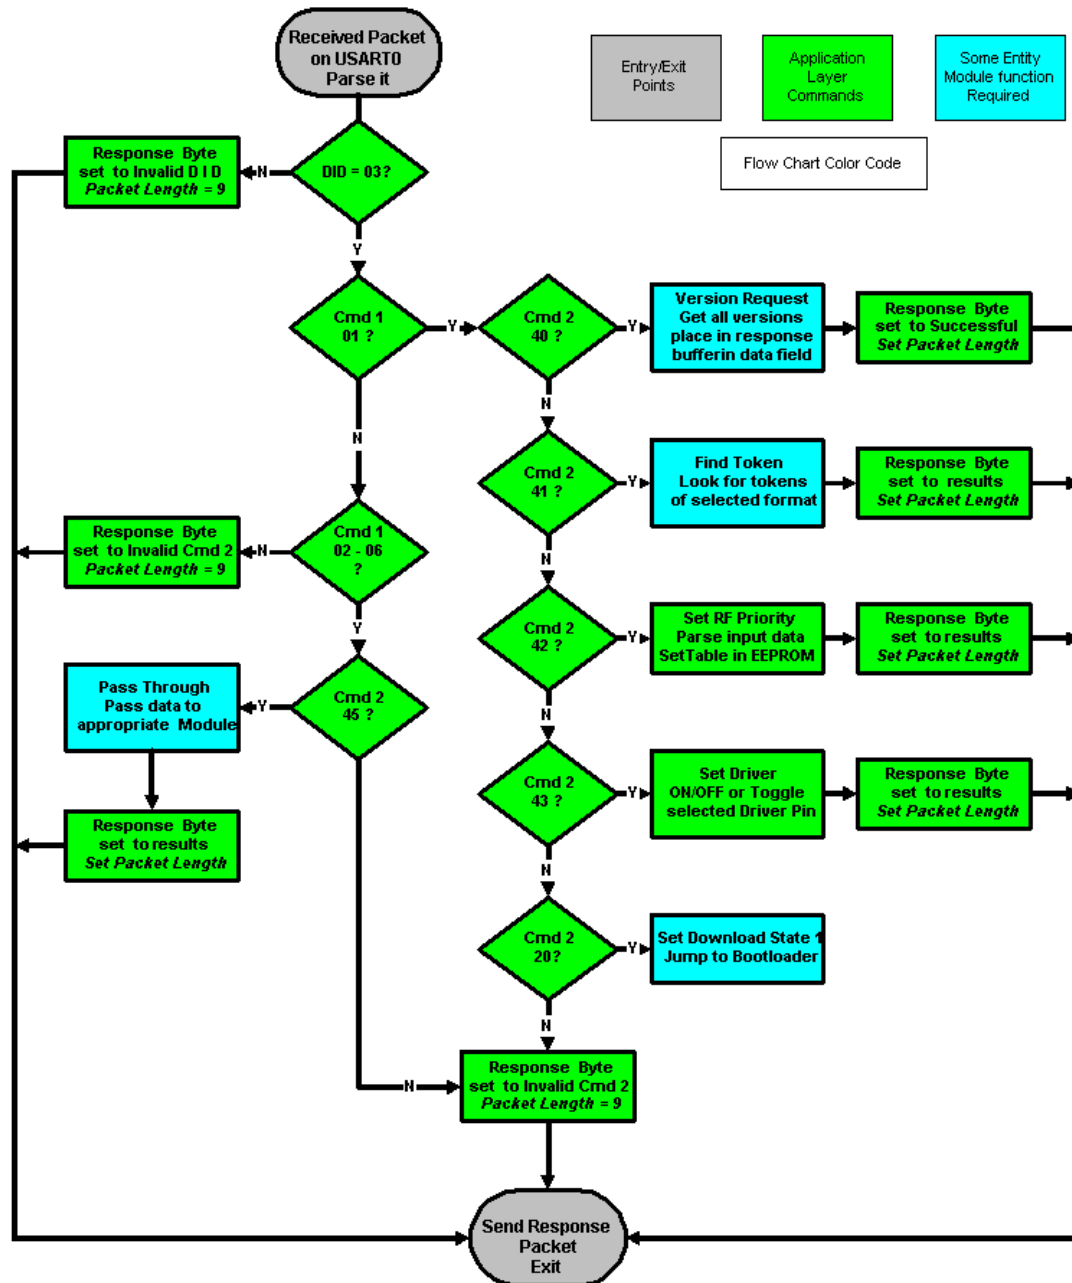 Received Packet
on USART0
Parse it
Entry/Exit
Points
Application
Layer
Commands
Some Entity
Module function
Required
Flow Chart Color Code
Response Byte
set to Invalid D I D
Packet Length = 9
N
DID = 03?
Y
Cmd 1
01 ?
Y
Cmd 2
40 ?
Y
Version Request
Get all versions
place in response
bufferin data field
Response Byte
set to Successful
Set Packet Length
N
N
Cmd 2
41 ?
Y
Find Token
Look for tokens
of selected format
Response Byte
set to results
Set Packet Length
Response Byte
set to Invalid Cmd 2
Packet Length = 9
N
Cmd 1
02 - 06
?
N
Y
Cmd 2
42 ?
Y
Set RF Priority
Parse input data
SetTable in EEPROM
Response Byte
set to results
Set Packet Length
Pass Through
Pass data to
appropriate Module
Y
Cmd 2
45 ?
N
Cmd 2
43 ?
Y
Set Driver
ON/OFF or Toggle
selected Driver Pin
Response Byte
set to results
Set Packet Length
Response Byte
set to results
Set Packet Length
N
Cmd 2
20?
Y
Set Download State 1
Jump to Bootloader
N
N
Response Byte
set to Invalid Cmd 2
Packet Length = 9
Send Response
Packet
Exit